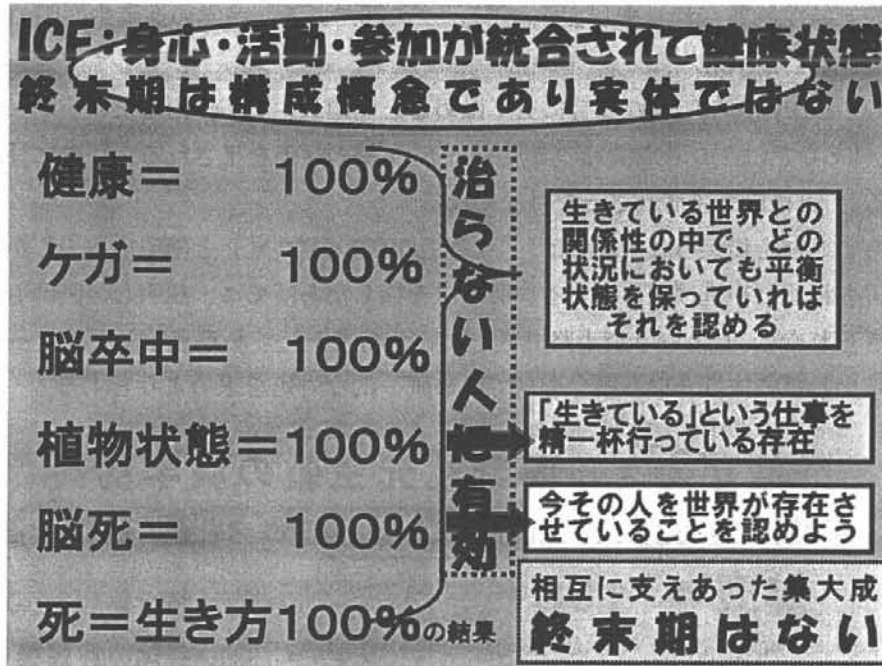 ICF:身心・活動・参加が統合されて健康状態
終末期は構成概念であり実体ではない
健康= 100%
ケガ= 100%
脳卒中= 100%
植物状態=100%
脳死= 100%
死=生き方100%の結果
治らない人に有効
生きている世界との
関係性の中で、どの
状況においても平衡
状態を保っていれば
それを認める
「生きている」という仕事を
精一杯行っている存在
今その人を世界が存在さ
せていることを認めよう
相互に支えあった集大成
終末期はない